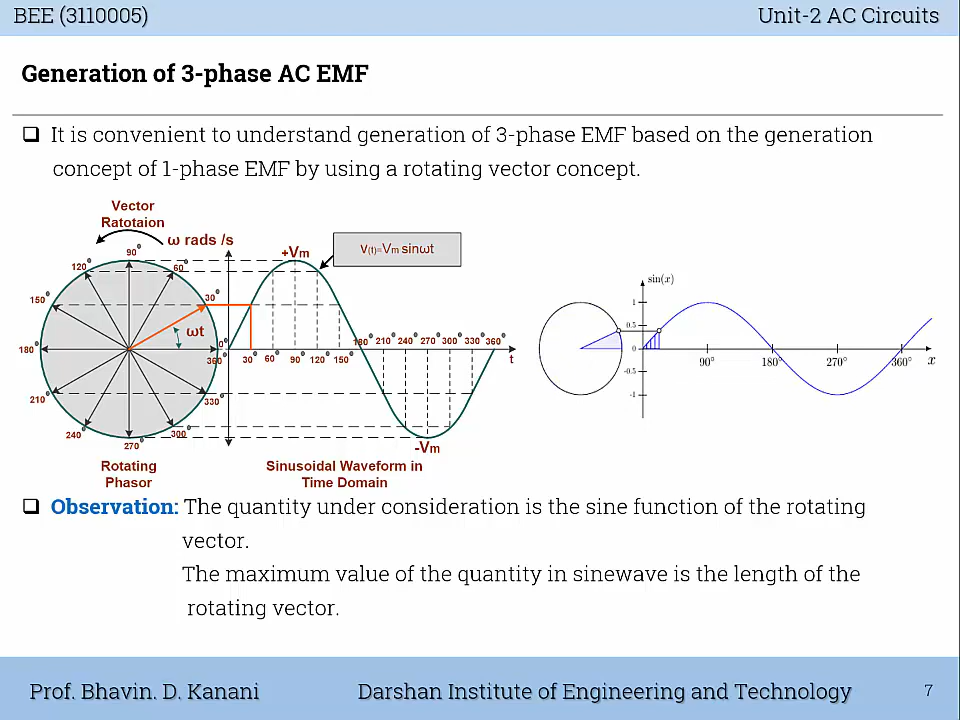 BEE (3110005)
Unit-2 AC Circuits
Generation of 3-phase AC EMF
It is convenient to understand generation of 3-phase EMF based on the generation
concept of 1-phase EMF by using a rotating vector concept.
Vector
Ratotaion
ω rads /s
90°
120°
60°
150°
30°
180°
ωt
0°
360°
210°
330°
240°
300°
270°
+Vm
v(t)=Vm sinωt
30° 60° 90° 120° 150°
180° 210° 240° 270° 300° 330° 360°
t
-Vm
Rotating
Phasor
Sinusoidal Waveform in
Time Domain
sin(x)
1
0.5
0
-0.5
-1
90° 180° 270° 360° x
Observation: The quantity under consideration is the sine function of the rotating
vector.
The maximum value of the quantity in sinewave is the length of the
rotating vector.
Prof. Bhavin. D. Kanani
Darshan Institute of Engineering and Technology
7